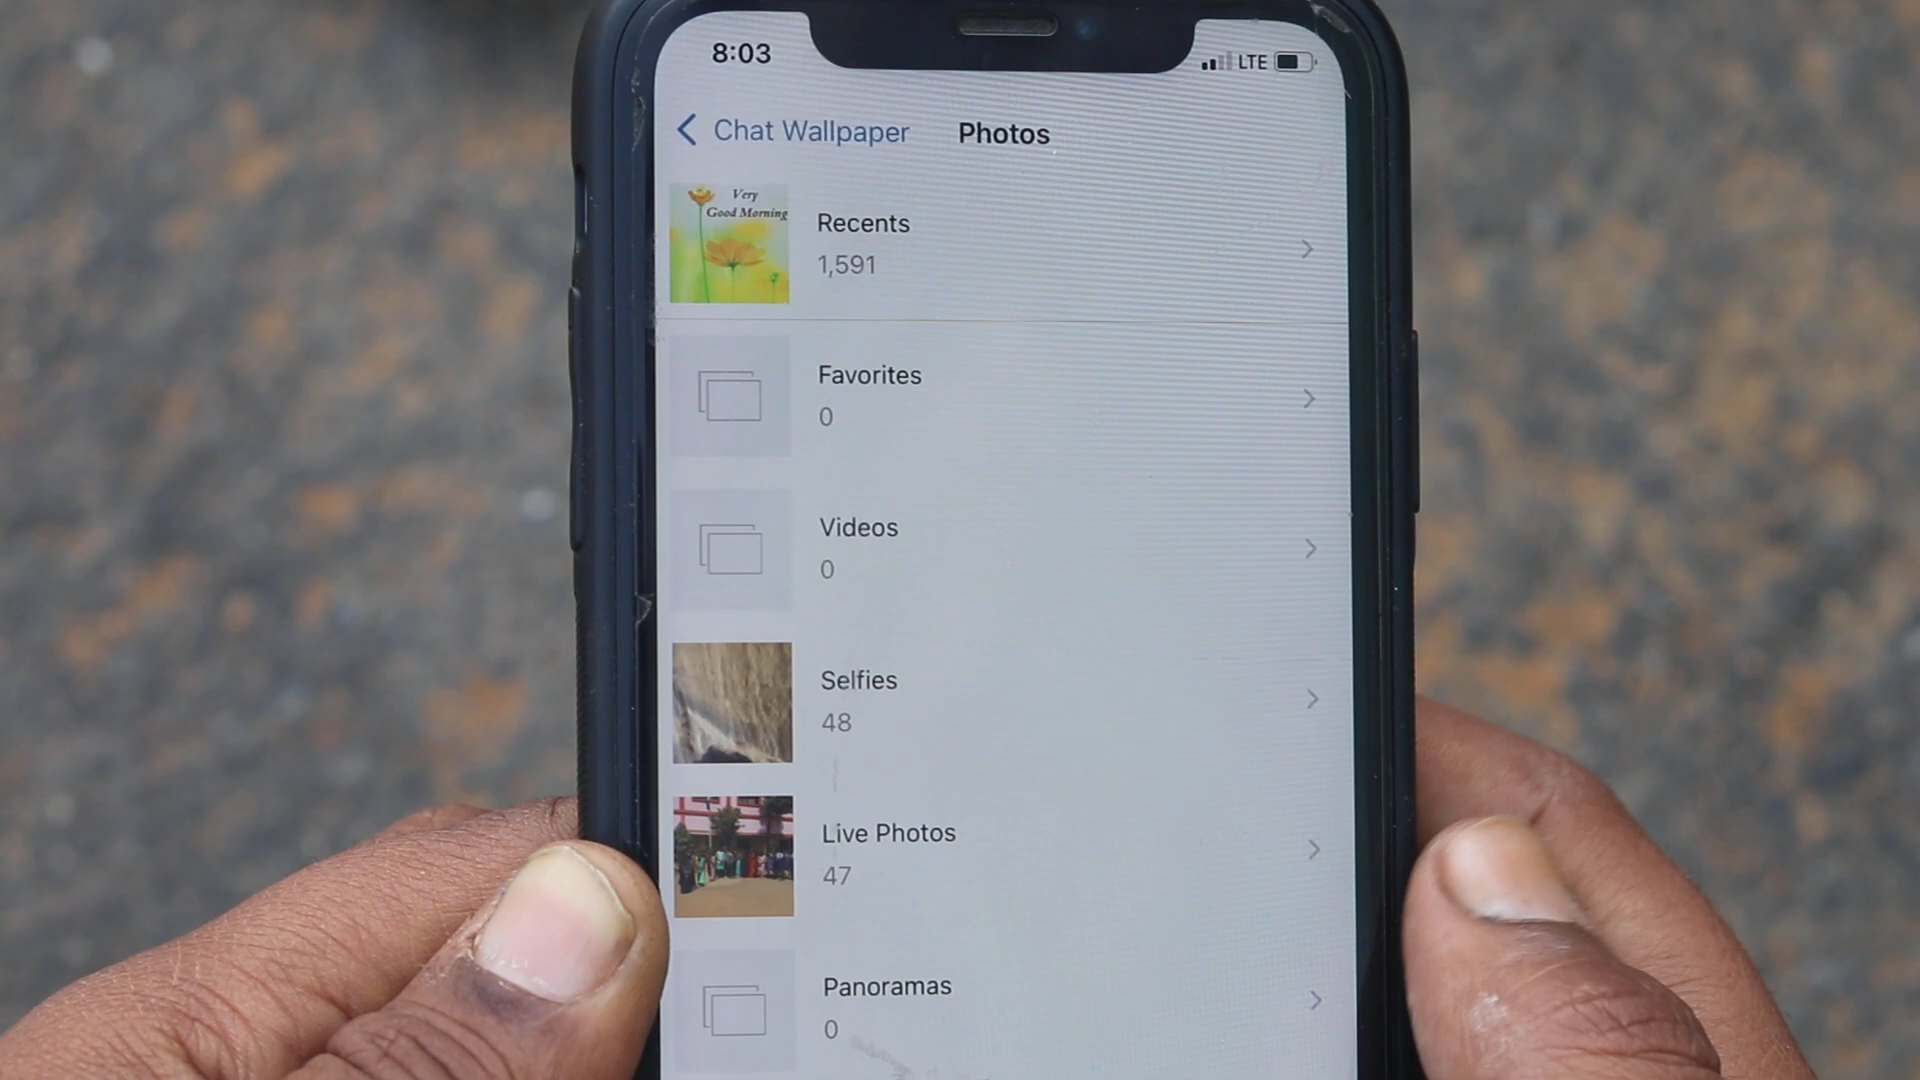 8:03
LTE
Chat Wallpaper
Photos
Very
Good Morning
Recents
1,591
Favorites
0
Videos
0
Selfies
48
Live Photos
47
Panoramas
0